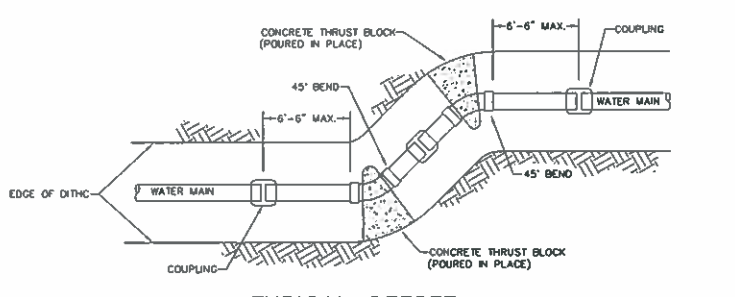 6'-6" MAX.
COUPLING
CONCRETE THRUST BLOCK
(POURED IN PLACE)
45° BEND
6'-6" MAX.
WATER MAIN
45° BEND
EDGE OF DITHC
WATER MAIN
CONCRETE THRUST BLOCK
(POURED IN PLACE)
COUPLING